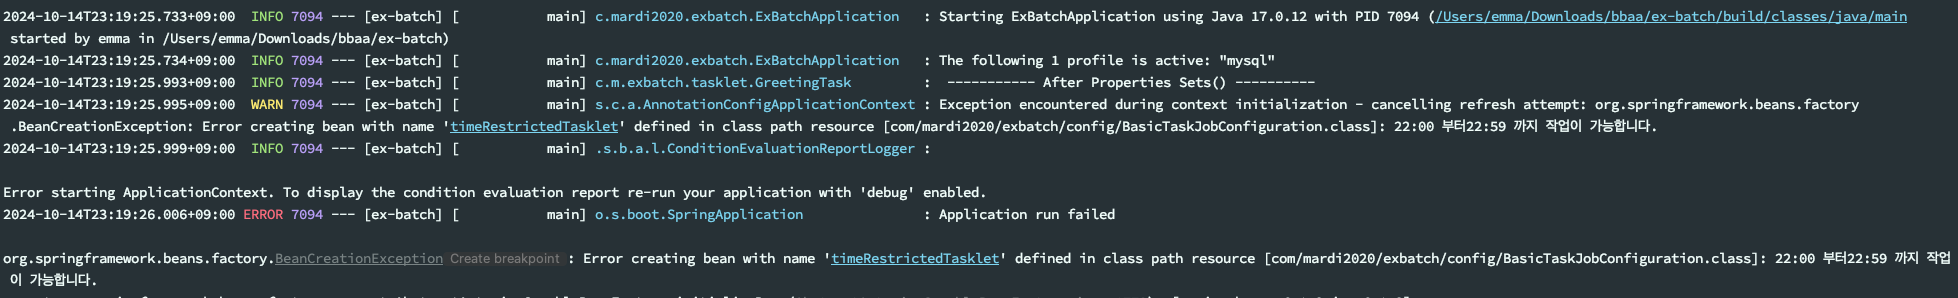 2024-10-14T23:19:25.733+09:00  INFO 7094 --- [ex-batch] [           main] c.mardi2020.exbatch.ExBatchApplication   : Starting ExBatchApplication using Java 17.0.12 with PID 7094 (/Users/emma/Downloads/bbaa/ex-batch/build/classes/java/main
 started by emma in /Users/emma/Downloads/bbaa/ex-batch)
2024-10-14T23:19:25.734+09:00  INFO 7094 --- [ex-batch] [           main] c.mardi2020.exbatch.ExBatchApplication   : The following 1 profile is active: "mysql"
2024-10-14T23:19:25.993+09:00  INFO 7094 --- [ex-batch] [           main] c.m.exbatch.tasklet.GreetingTask         :  ----------- After Properties Sets() ----------
2024-10-14T23:19:25.995+09:00  WARN 7094 --- [ex-batch] [           main] s.c.a.AnnotationConfigApplicationContext : Exception encountered during context initialization - cancelling refresh attempt: org.springframework.beans.factory
 .BeanCreationException: Error creating bean with name 'timeRestrictedTasklet' defined in class path resource [com/mardi2020/exbatch/config/BasicTaskJobConfiguration.class]: 22:00 부터22:59 까지 작업이 가능합니다.
2024-10-14T23:19:25.999+09:00  INFO 7094 --- [ex-batch] [           main] .s.b.a.l.ConditionEvaluationReportLogger :
Error starting ApplicationContext. To display the condition evaluation report re-run your application with 'debug' enabled.
2024-10-14T23:19:26.006+09:00 ERROR 7094 --- [ex-batch] [           main] o.s.boot.SpringApplication               : Application run failed
org.springframework.beans.factory.BeanCreationException Create breakpoint : Error creating bean with name 'timeRestrictedTasklet' defined in class path resource [com/mardi2020/exbatch/config/BasicTaskJobConfiguration.class]: 22:00 부터22:59 까지 작업
 이 가능합니다.